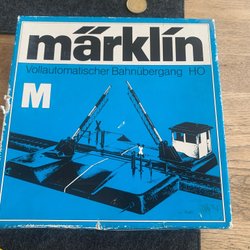 märklin
Vollautomatischer Bahnübergang HO
M